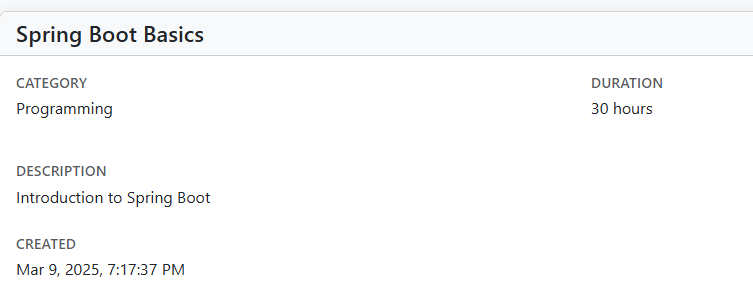 Spring Boot Basics
CATEGORY
DURATION
Programming
30 hours
DESCRIPTION
Introduction to Spring Boot
CREATED
Mar 9, 2025, 7:17:37 PM